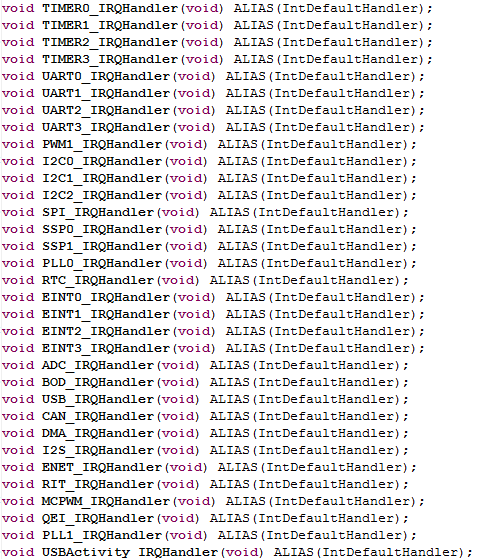 void TIMER0_IRQHandler(void) ALIAS(IntDefaultHandler);
void TIMER1_IRQHandler(void) ALIAS(IntDefaultHandler);
void TIMER2_IRQHandler(void) ALIAS(IntDefaultHandler);
void TIMER3_IRQHandler(void) ALIAS(IntDefaultHandler);
void UART0_IRQHandler(void) ALIAS(IntDefaultHandler);
void UART1_IRQHandler(void) ALIAS(IntDefaultHandler);
void UART2_IRQHandler(void) ALIAS(IntDefaultHandler);
void UART3_IRQHandler(void) ALIAS(IntDefaultHandler);
void PWM1_IRQHandler(void) ALIAS(IntDefaultHandler);
void I2C0_IRQHandler(void) ALIAS(IntDefaultHandler);
void I2C1_IRQHandler(void) ALIAS(IntDefaultHandler);
void I2C2_IRQHandler(void) ALIAS(IntDefaultHandler);
void SPI_IRQHandler(void) ALIAS(IntDefaultHandler);
void SSP0_IRQHandler(void) ALIAS(IntDefaultHandler);
void SSP1_IRQHandler(void) ALIAS(IntDefaultHandler);
void PLL0_IRQHandler(void) ALIAS(IntDefaultHandler);
void RTC_IRQHandler(void) ALIAS(IntDefaultHandler);
void EINT0_IRQHandler(void) ALIAS(IntDefaultHandler);
void EINT1_IRQHandler(void) ALIAS(IntDefaultHandler);
void EINT2_IRQHandler(void) ALIAS(IntDefaultHandler);
void EINT3_IRQHandler(void) ALIAS(IntDefaultHandler);
void ADC_IRQHandler(void) ALIAS(IntDefaultHandler);
void BOD_IRQHandler(void) ALIAS(IntDefaultHandler);
void USB_IRQHandler(void) ALIAS(IntDefaultHandler);
void CAN_IRQHandler(void) ALIAS(IntDefaultHandler);
void DMA_IRQHandler(void) ALIAS(IntDefaultHandler);
void I2S_IRQHandler(void) ALIAS(IntDefaultHandler);
void ENET_IRQHandler(void) ALIAS(IntDefaultHandler);
void RIT_IRQHandler(void) ALIAS(IntDefaultHandler);
void MCPWM_IRQHandler(void) ALIAS(IntDefaultHandler);
void QEI_IRQHandler(void) ALIAS(IntDefaultHandler);
void PLL1_IRQHandler(void) ALIAS(IntDefaultHandler);
void USBActivity_IRQHandler(void) ALIAS(IntDefaultHandler);